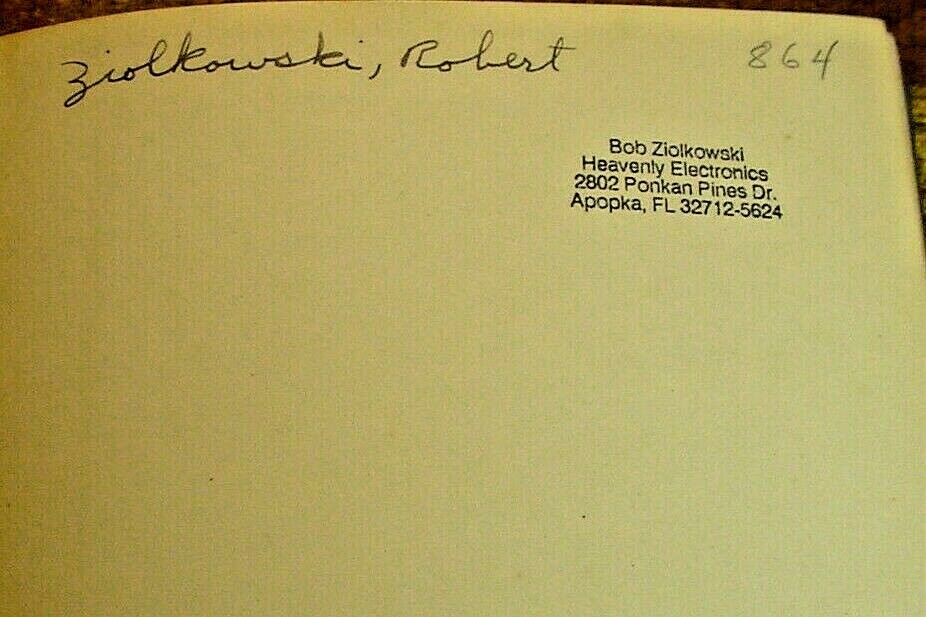 Ziolkowski, Robert
864
Bob Ziolkowski
Heavenly Electronics
2802 Ponkan Pines Dr.
Apopka, FL 32712-5624